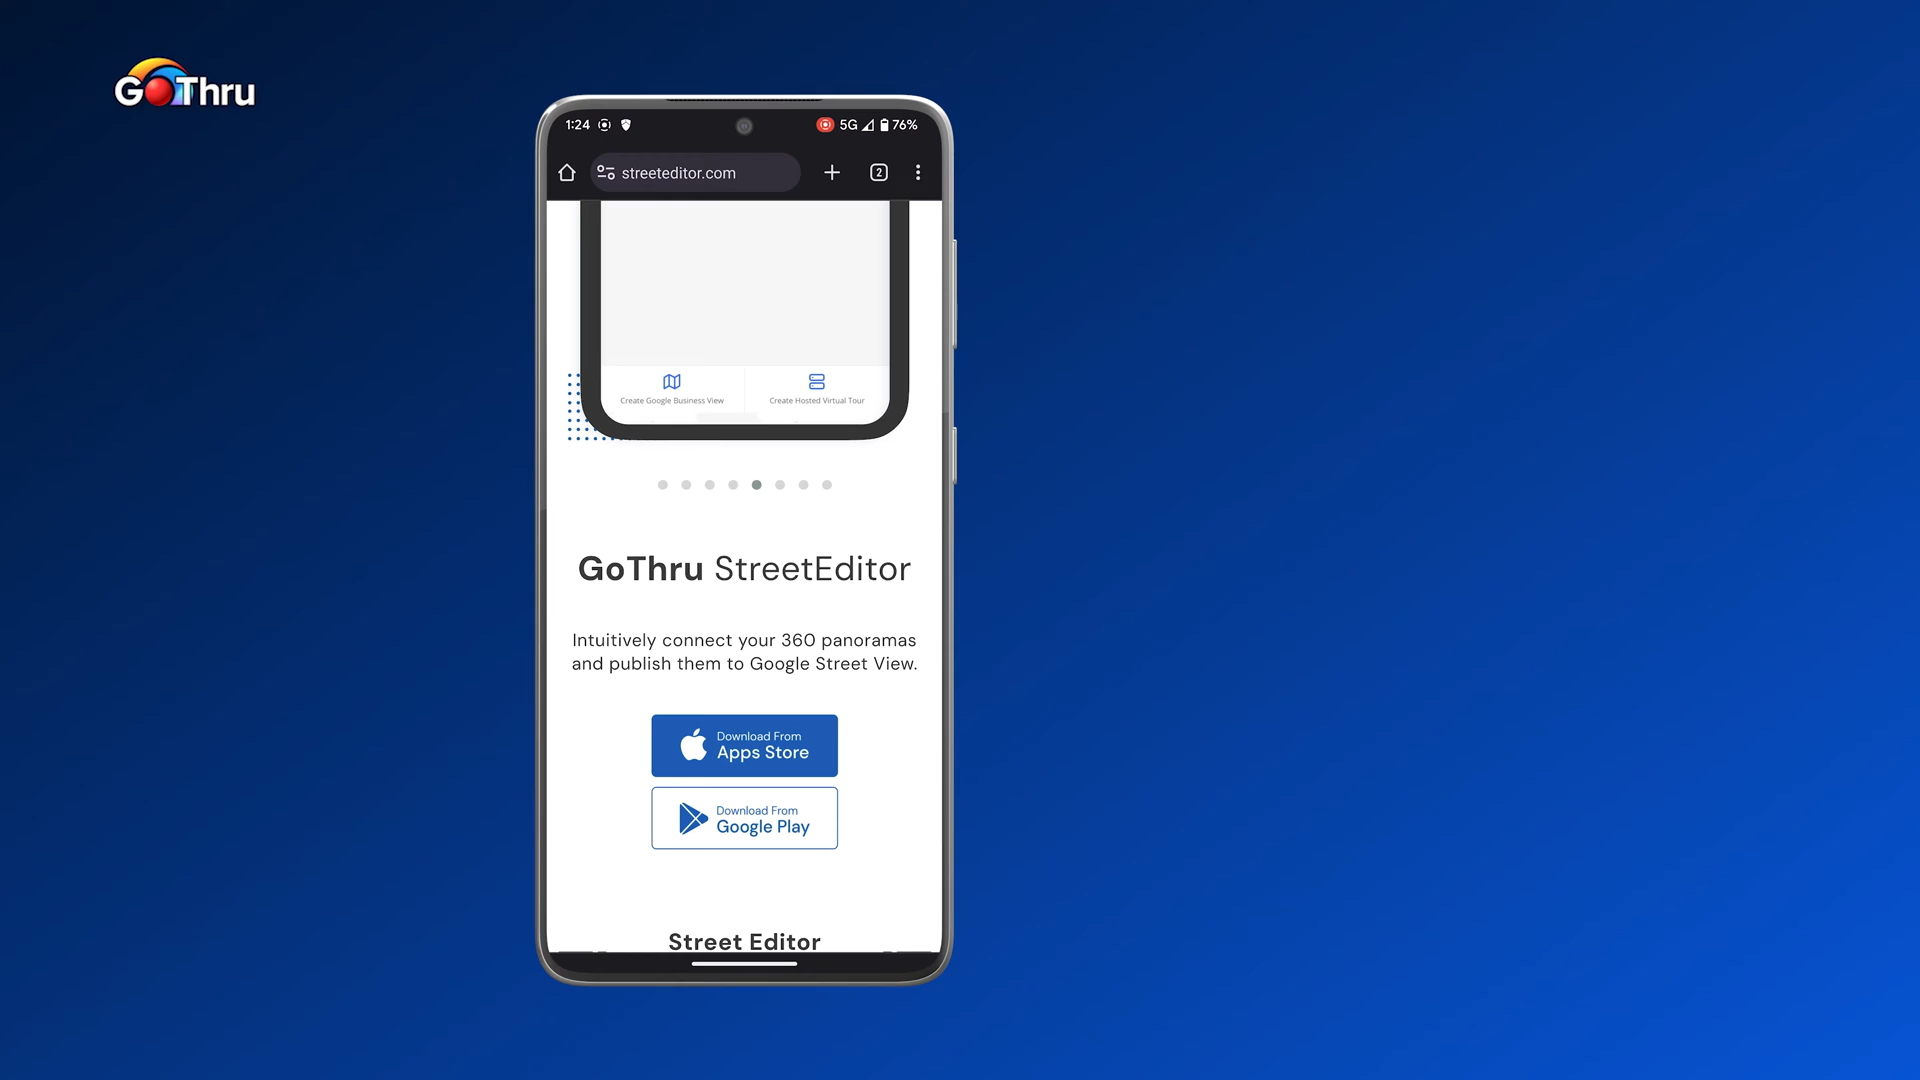 GoThru
1:24
5G
76%
streeteditor.com
2
Create Google Business View
Create Hosted Virtual Tour
GoThru StreetEditor
Intuitively connect your 360 panoramas
and publish them to Google Street View.
Download From
Apps Store
Download From
Google Play
Street Editor